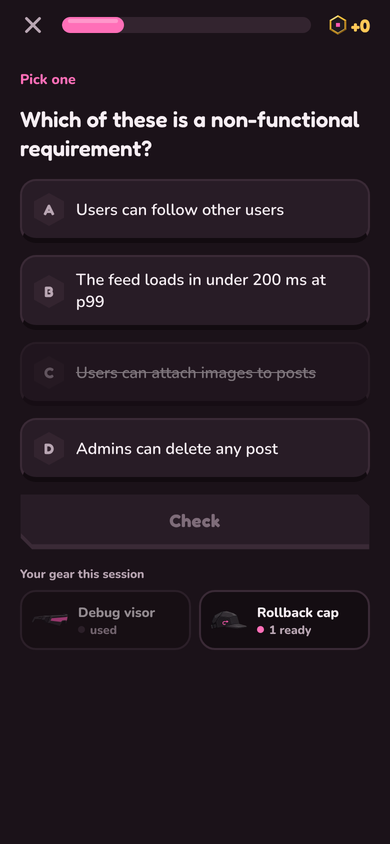 +0
Pick one
Which of these is a non-functional
requirement?
A
Users can follow other users
B
The feed loads in under 200 ms at
p99
C
Users can attach images to posts
D
Admins can delete any post
Check
Your gear this session
Debug visor
used
Rollback cap
1 ready